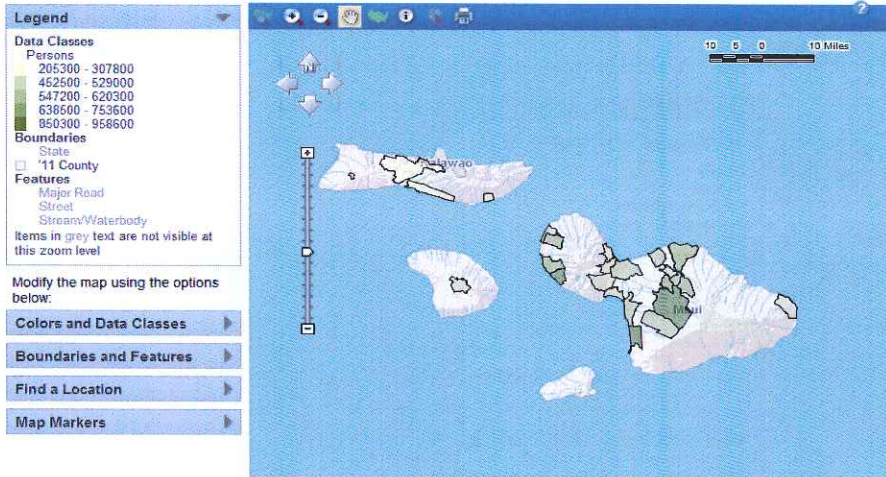 Legend
Data Classes
Persons
205300 - 307800
452500 - 529000
547200 - 620300
638500 - 753600
850300 - 958600
Boundaries
State
'11 County
Features
Major Road
Street
Stream/Waterbody
Items in grey text are not visible at
this zoom level
Modify the map using the options
below:
Colors and Data Classes
Boundaries and Features
Find a Location
Map Markers
?
10 5 0 10 Miles
N
Kalawao
Maui